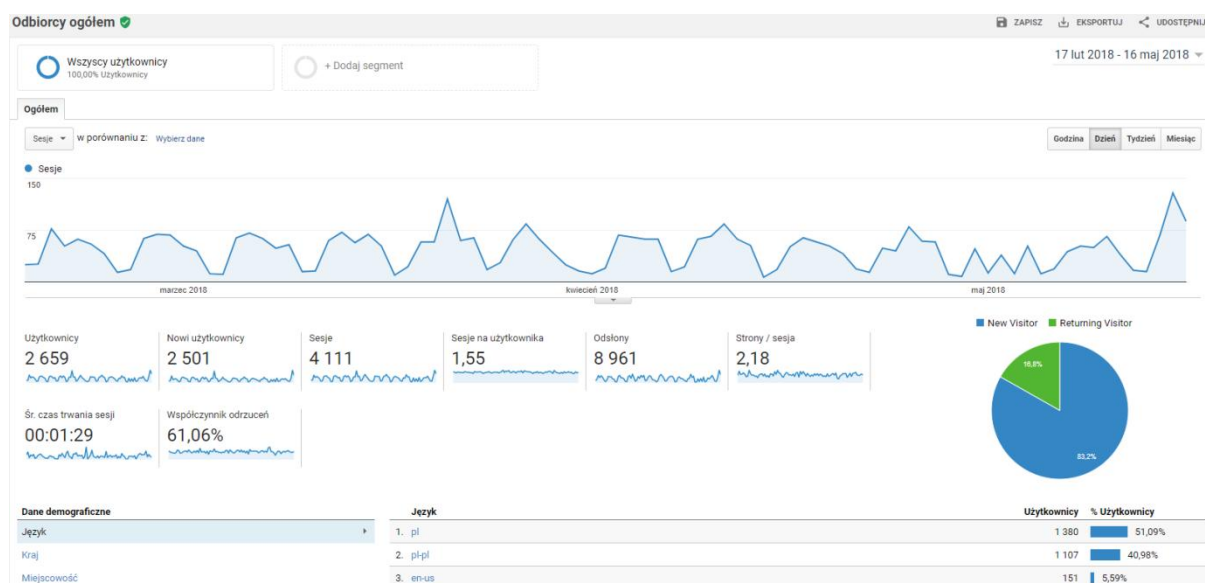 Odbiorcy ogółem
ZAPISZ EKSPORTUJ UDOSTĘPNIJ
Wszyscy użytkownicy
100,00% Użytkownicy
+ Dodaj segment
17 lut 2018 - 16 maj 2018
Ogółem
Sesje w porównaniu z: Wybierz dane
Godzina Dzień Tydzień Miesiąc
Sesje
150
75
marzec 2018 kwiecień 2018 maj 2018
New Visitor Returning Visitor
Użytkownicy Nowi użytkownicy Sesje Sesje na użytkownika Odsłony Strony / sesja
2 659 2 501 4 111 1,55 8 961 2,18
16,8%
Śr. czas trwania sesji Współczynnik odrzuceń
00:01:29 61,06%
83,2%
Dane demograficzne Język Użytkownicy % Użytkownicy
Język 1. pl 1 380 51,09%
Kraj 2. pl-pl 1 107 40,98%
Miejscowość 3. en-us 151 5,59%